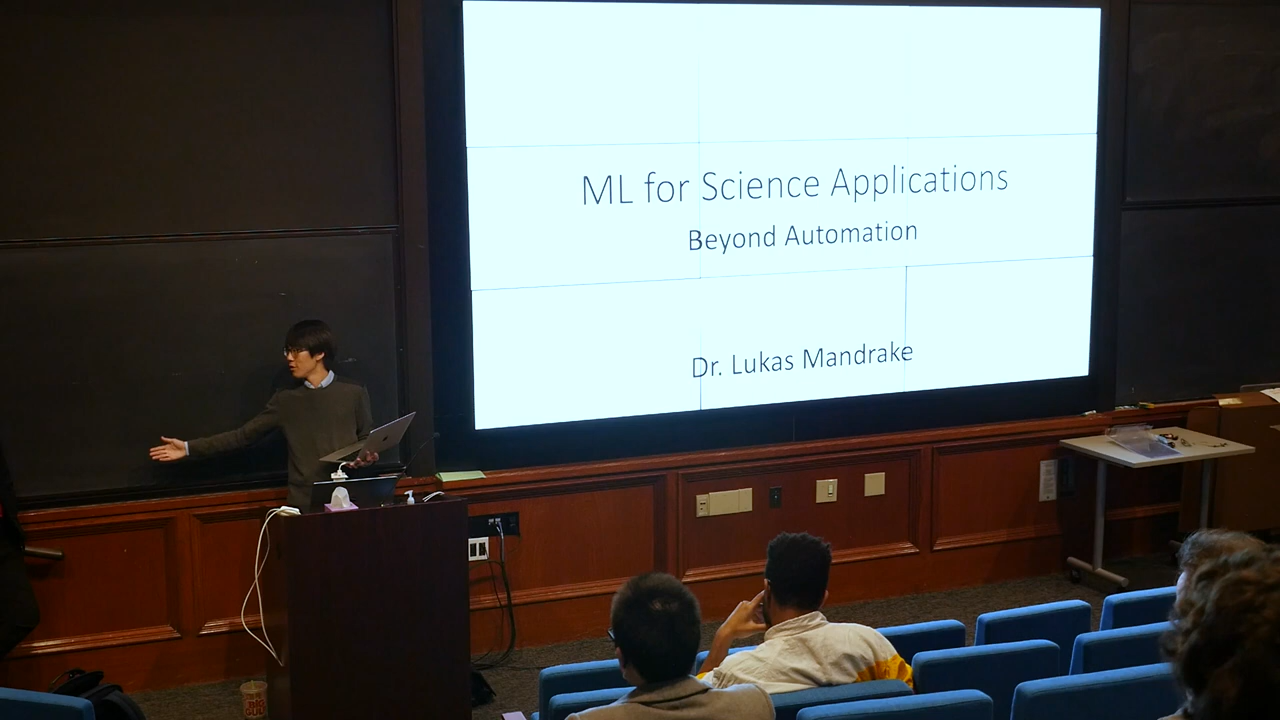 ML for Science Applications
Beyond Automation
Dr. Lukas Mandrake